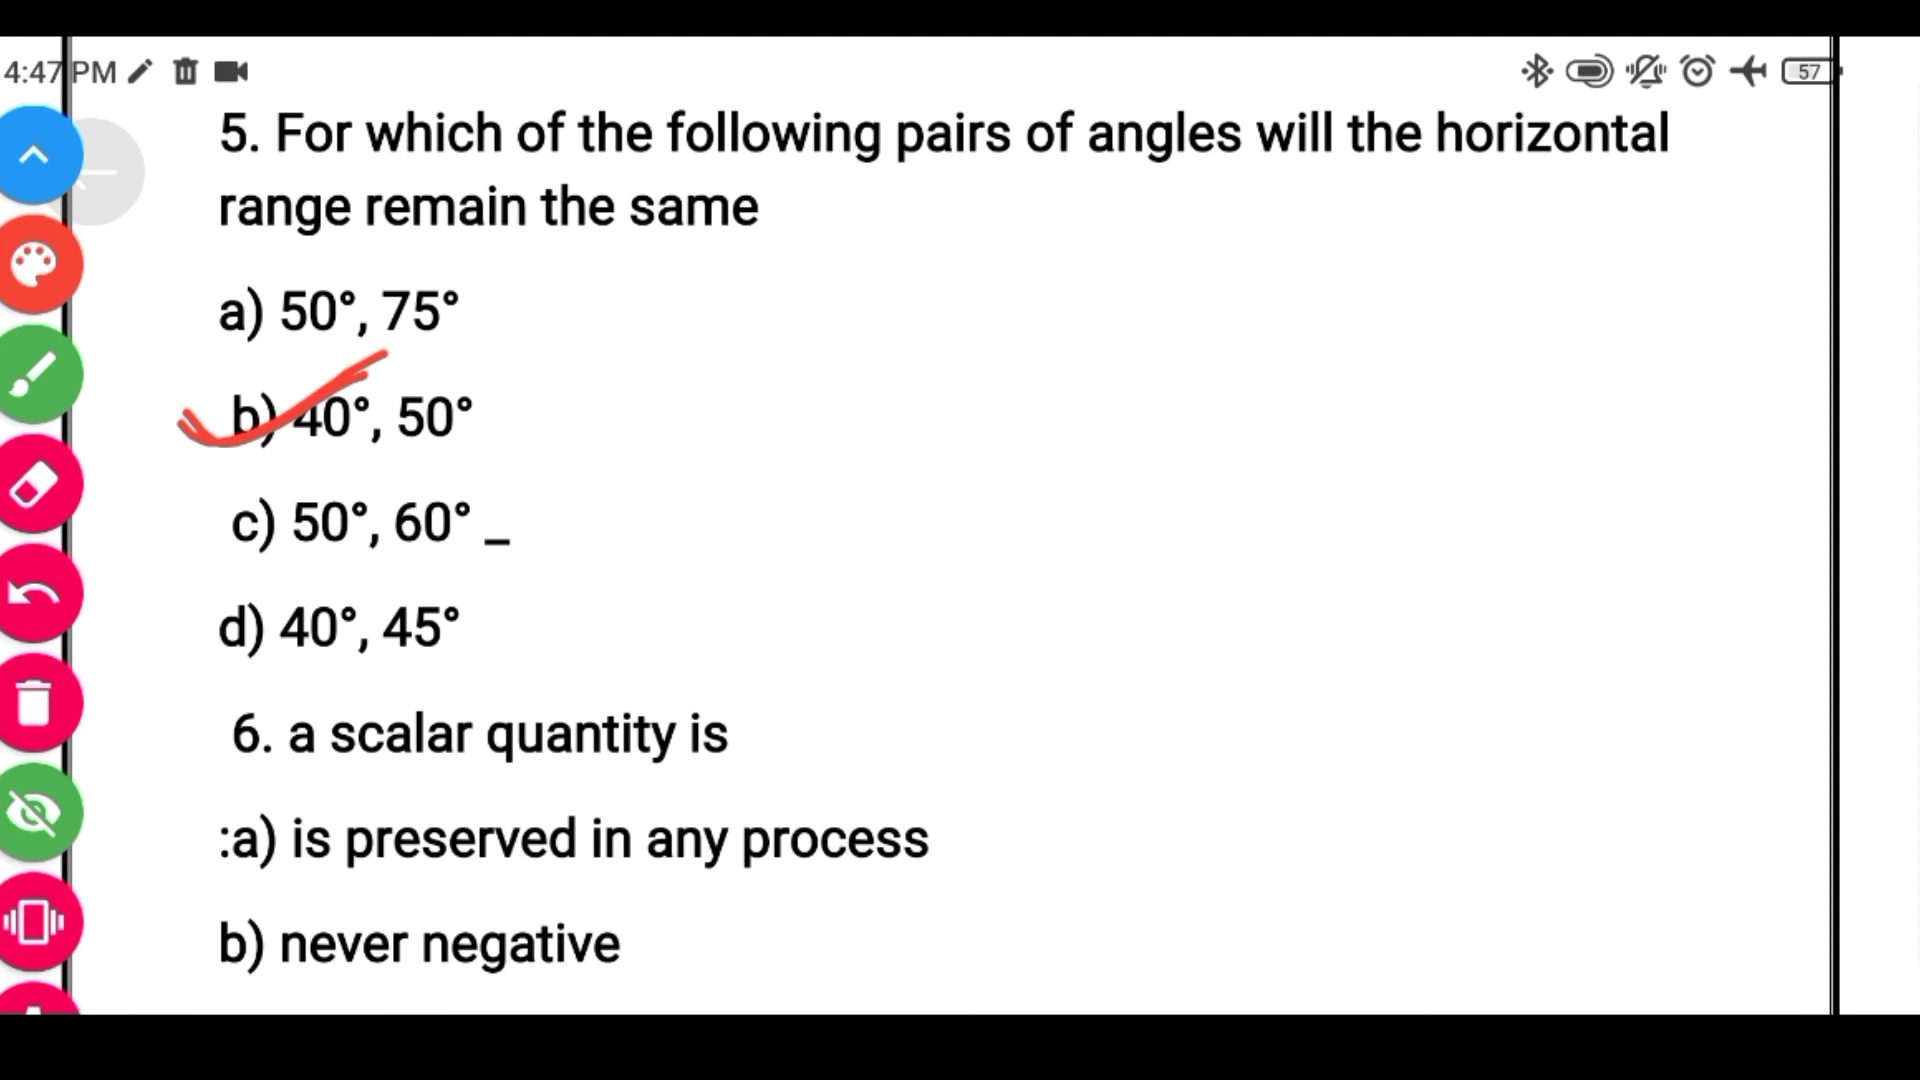 4:47 PM 57
5. For which of the following pairs of angles will the horizontal
range remain the same
a) 50°, 75°
b) 40°, 50°
c) 50°, 60° _
d) 40°, 45°
6. a scalar quantity is
:a) is preserved in any process
b) never negative